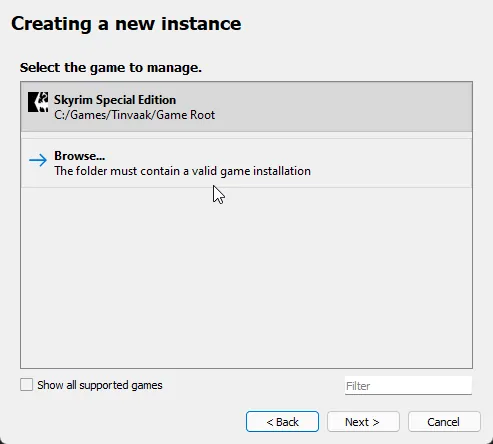 Creating a new instance
Select the game to manage.
Skyrim Special Edition
C:/Games/Tinvaak/Game Root
Browse...
The folder must contain a valid game installation
Show all supported games
Filter
< Back
Next >
Cancel